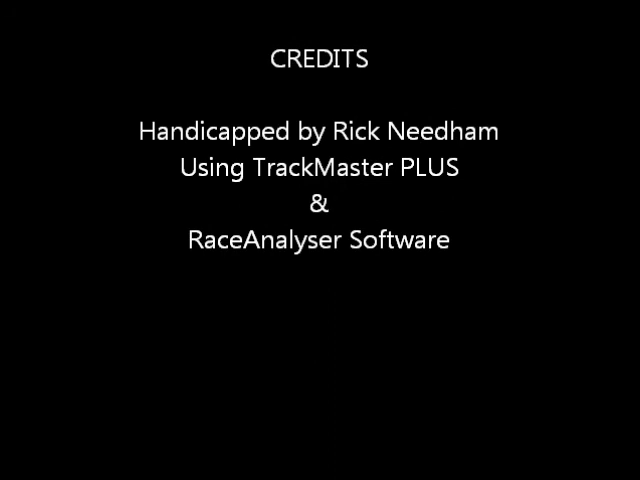 CREDITS
Handicapped by Rick Needham
Using TrackMaster PLUS
&
RaceAnalyser Software